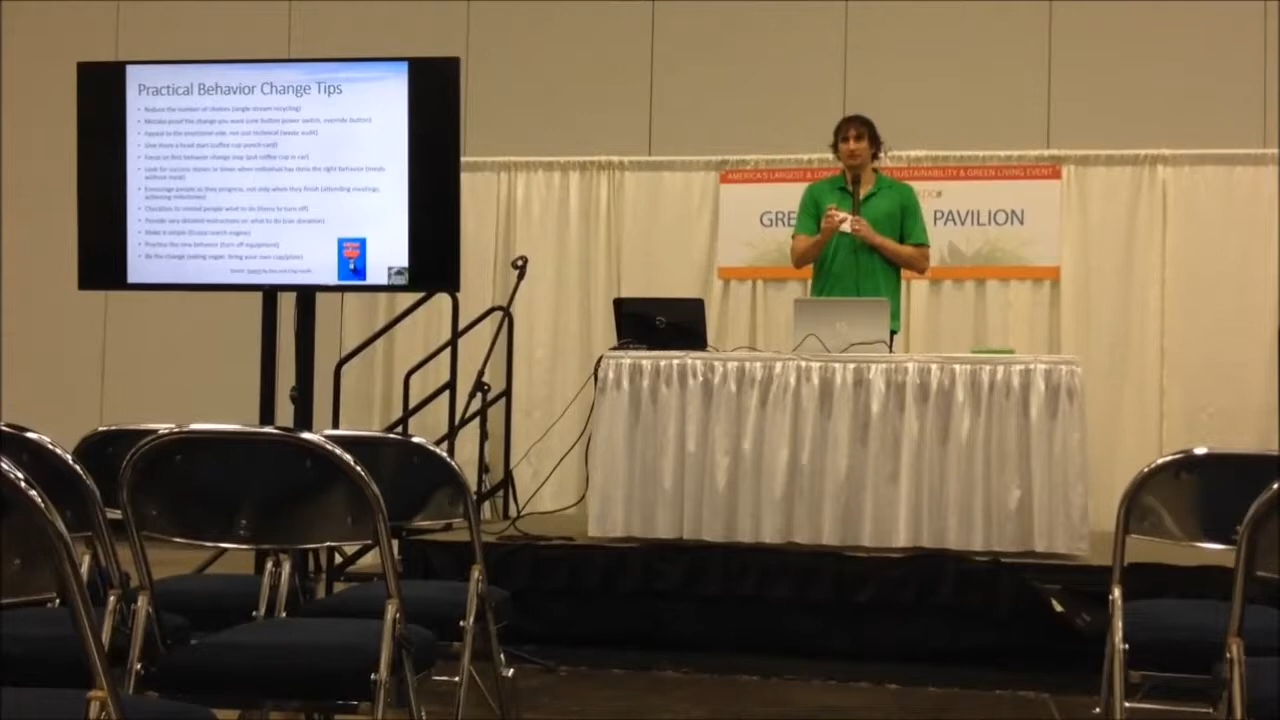 Practical Behavior Change Tips
• Reduce the number of choices (single stream recycling)
• Mistake-proof the change you want (one button power switch, override button)
• Appeal to the emotional side, not just technical (waste audit)
• Give them a head start (coffee cup punch card)
• Focus on first behavior change step (put coffee cup in car)
• Look for success stories or times when individual has done the right behavior (treats
without meat)
• Encourage people as they progress, not only when they finish (attending meetings,
achieving milestones)
• Checklists to remind people what to do (items to turn off)
• Provide very detailed instructions on what to do (can donation)
• Make it simple search engine)
• Practice the new behavior (turn off equipment)
• Be the change (eating vegan, bring your own cup/plate)
AMERICA'S LARGEST & SUSTAINABILITY & GREEN LIVING EVENT
GRE PAVILION